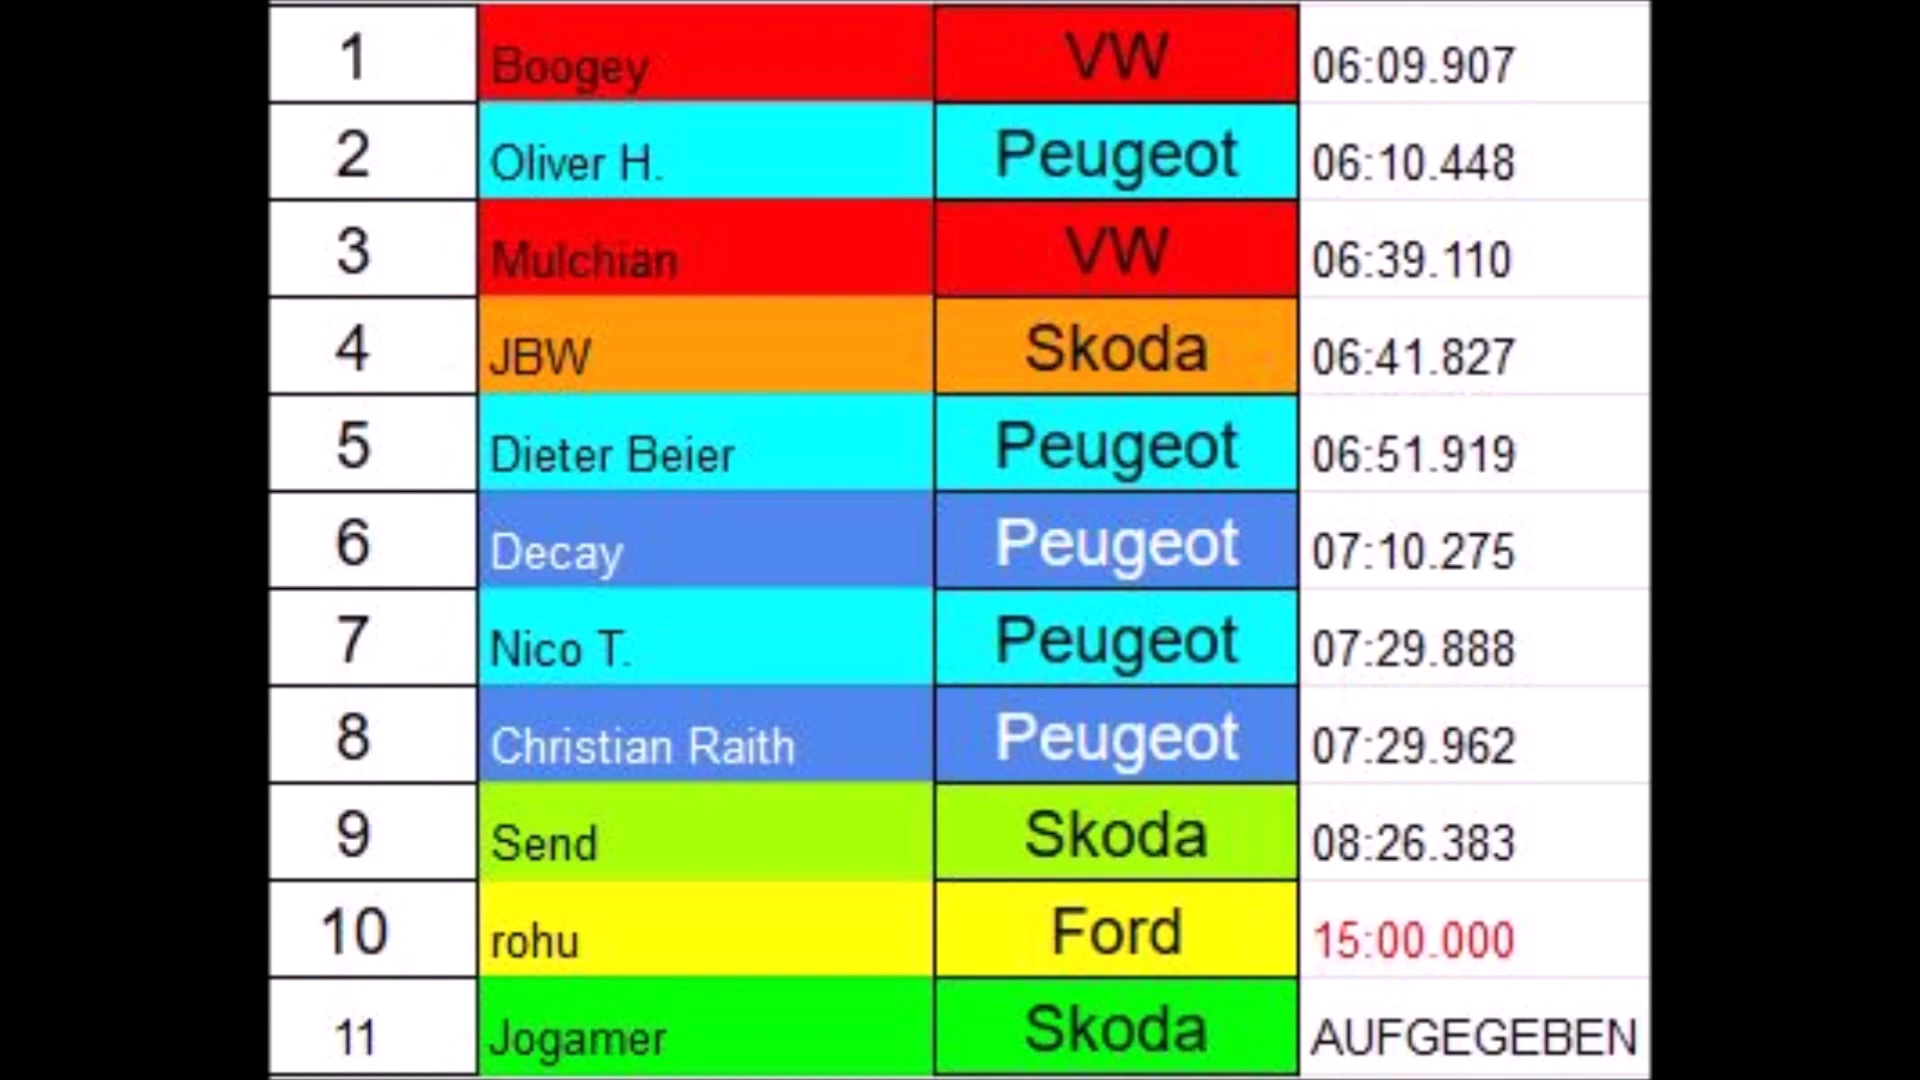 1 Boogey VW 06:09.907
2 Oliver H. Peugeot 06:10.448
3 Mulchian VW 06:39.110
4 JBW Skoda 06:41.827
5 Dieter Beier Peugeot 06:51.919
6 Decay Peugeot 07:10.275
7 Nico T. Peugeot 07:29.888
8 Christian Raith Peugeot 07:29.962
9 Send Skoda 08:26.383
10 rohu Ford 15:00.000
11 Jogamer Skoda AUFGEGEBEN